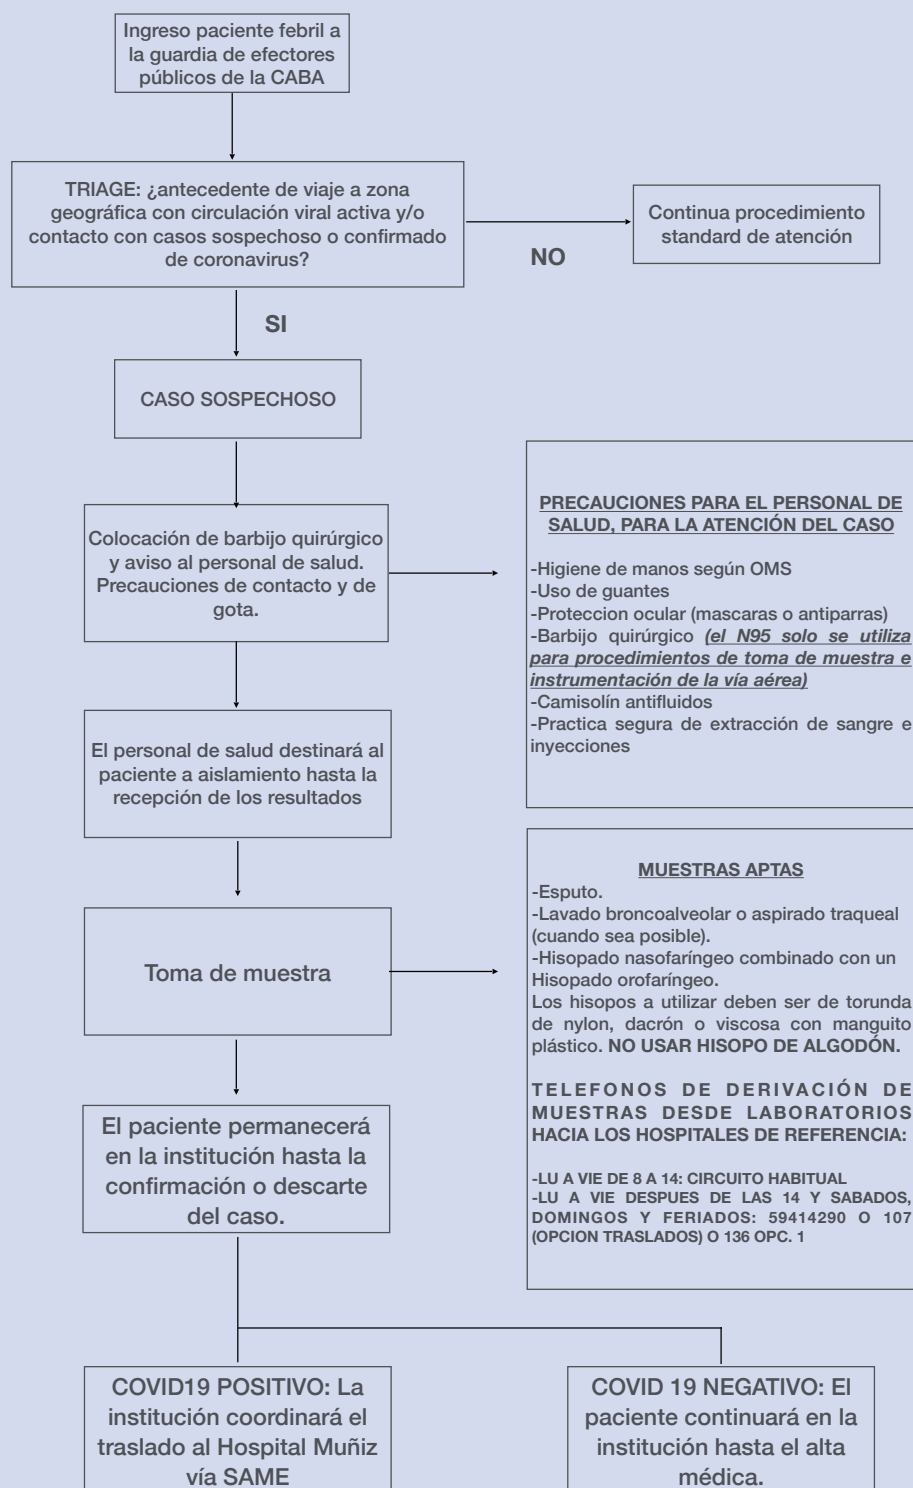 Ingreso paciente febril a
la guardia de efectores
públicos de la CABA
TRIAGE: ¿antecedente de viaje a zona
geográfica con circulación viral activa y/o
contacto con casos sospechoso o confirmado
de coronavirus?
NO
Continua procedimiento
standard de atención
SI
CASO SOSPECHOSO
Colocación de barbijo quirúrgico
y aviso al personal de salud.
Precauciones de contacto y de
gota.
PRECAUCIONES PARA EL PERSONAL DE
SALUD, PARA LA ATENCIÓN DEL CASO
-Higiene de manos según OMS
-Uso de guantes
-Proteccion ocular (mascaras o antiparras)
-Barbijo quirúrgico (el N95 solo se utiliza
para procedimientos de toma de muestra e
instrumentación de la vía aérea)
-Camisolín antifluidos
-Practica segura de extracción de sangre e
inyecciones
El personal de salud destinará al
paciente a aislamiento hasta la
recepción de los resultados
Toma de muestra
MUESTRAS APTAS
-Esputo.
-Lavado broncoalveolar o aspirado traqueal
(cuando sea posible).
-Hisopado nasofaríngeo combinado con un
Hisopado orofaríngeo.
Los hisopos a utilizar deben ser de torunda
de nylon, dacrón o viscosa con manguito
plástico. NO USAR HISOPO DE ALGODÓN.
TELEFONOS DE DERIVACIÓN DE
MUESTRAS DESDE LABORATORIOS
HACIA LOS HOSPITALES DE REFERENCIA:
-LU A VIE DE 8 A 14: CIRCUITO HABITUAL
-LU A VIE DESPUES DE LAS 14 Y SABADOS,
DOMINGOS Y FERIADOS: 59414290 O 107
(OPCION TRASLADOS) O 136 OPC. 1
El paciente permanecerá
en la institución hasta la
confirmación o descarte
del caso.
COVID19 POSITIVO: La
institución coordinará el
traslado al Hospital Muñiz
vía SAME
COVID 19 NEGATIVO: El
paciente continuará en la
institución hasta el alta
médica.